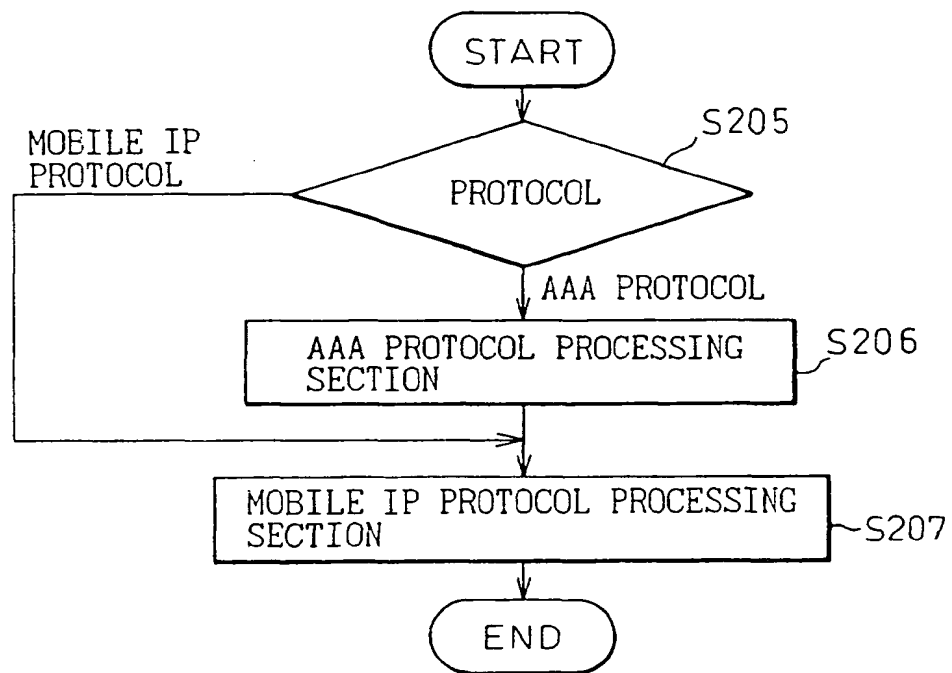 START
S205
MOBILE IP
PROTOCOL
PROTOCOL
AAA PROTOCOL
AAA PROTOCOL PROCESSING
SECTION
S206
MOBILE IP PROTOCOL PROCESSING
SECTION
S207
END